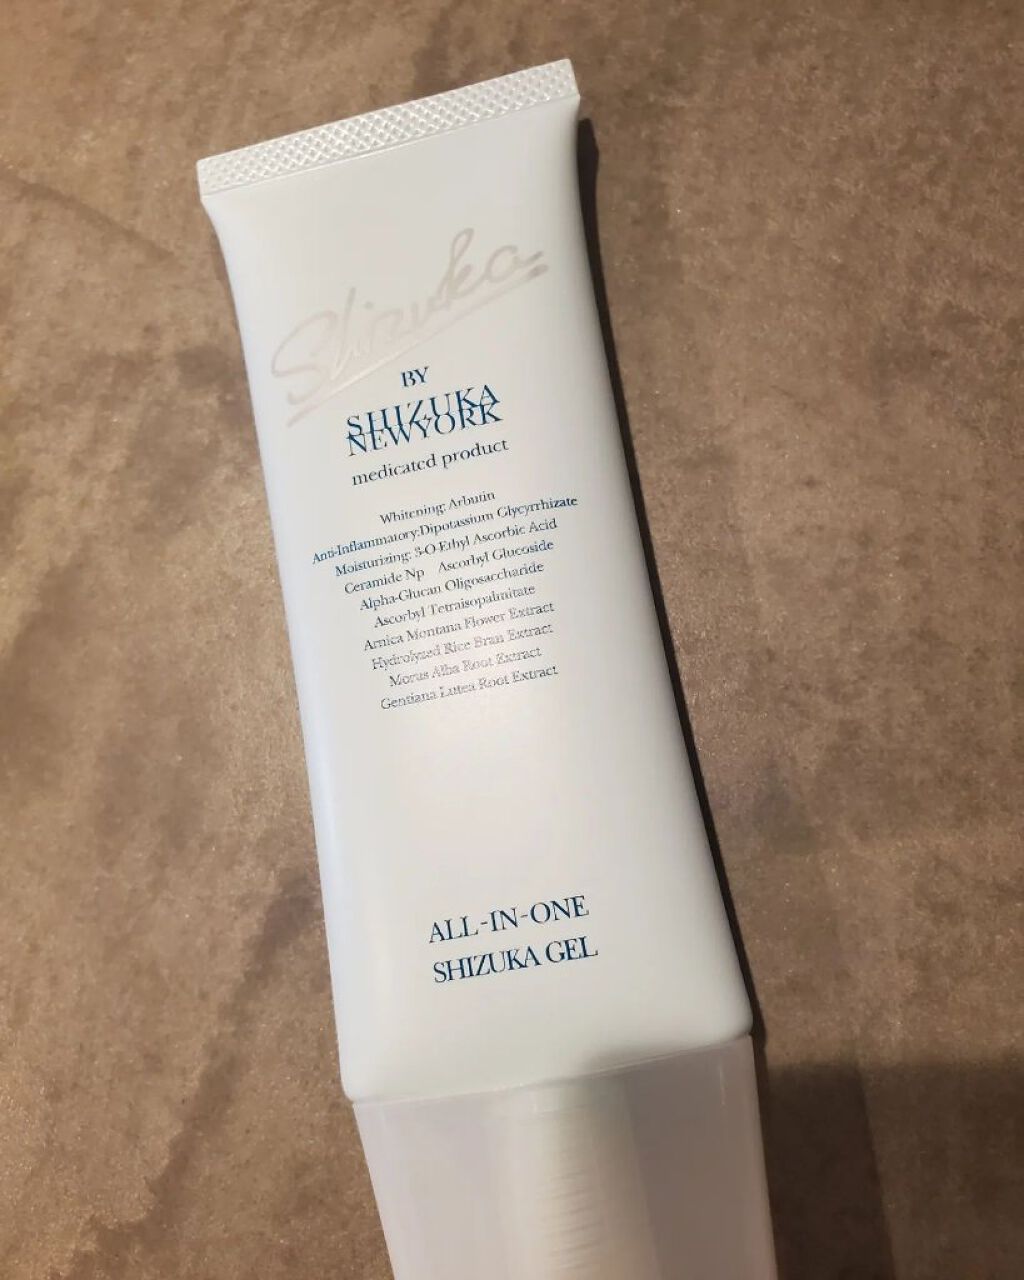 Shizuka
BY
SHIZUKA
NEWYORK
medicated product
Whitening: Arbutin
Anti-Inflammatory:Dipotassium Glycyrrhizate
Moisturizing: 3-O-Ethyl Ascorbic Acid
Ceramide Np Ascorbyl Glucoside
Alpha-Glucan Oligosaccharide
Ascorbyl Tetraisopalmitate
Arnica Montana Flower Extract
Hydrolyzed Rice Bran Extract
Morus Alba Root Extract
Gentiana Lutea Root Extract
ALL-IN-ONE
SHIZUKA GEL